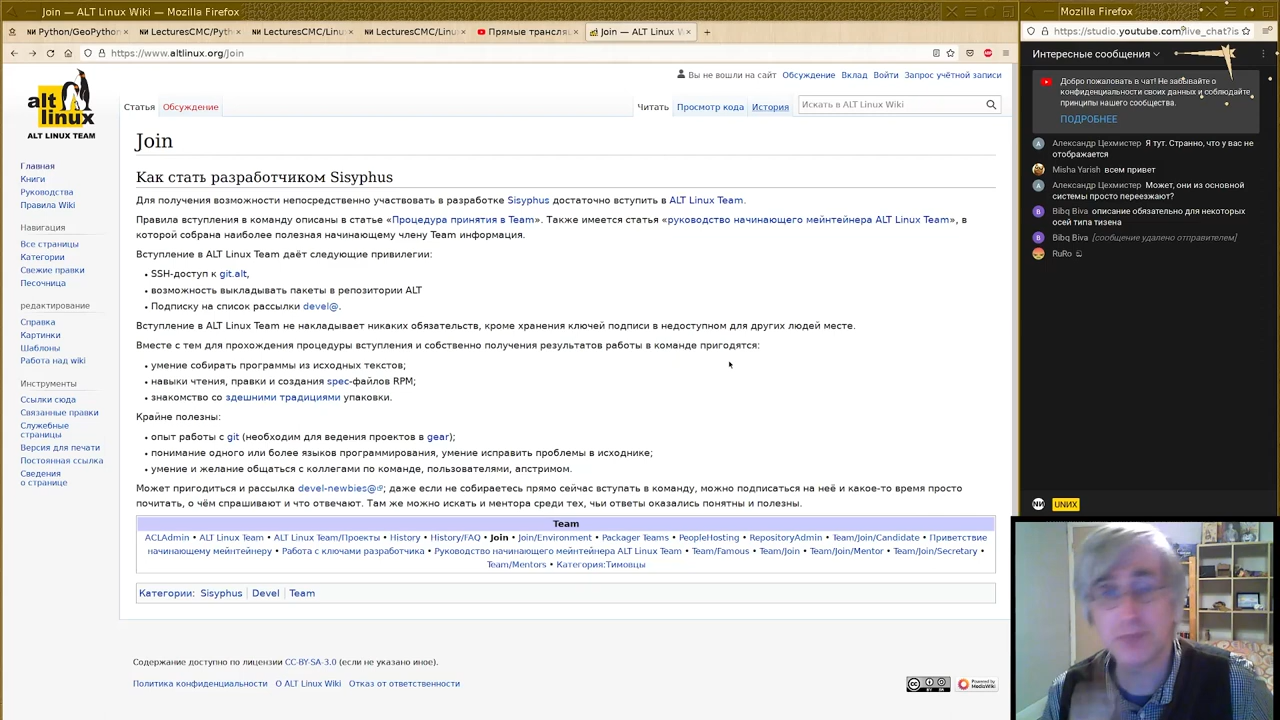 Join — ALT Linux Wiki — Mozilla Firefox
Mozilla Firefox
Python/GeoPython
LecturesCMC/Pyth
LecturesCMC/Linu
LecturesCMC/Linu
Прямые трансляц
Join — ALT Linux W
https://www.altlinux.org/Join
https://studio.youtube.com/live_chat?is
Интересные сообщения
Добро пожаловать в чат! Не забывайте о
конфиденциальности своих данных и соблюдайте
принципы нашего сообщества.
ПОДРОБНЕЕ
Александр Цехмистер Я тут. Странно, что у вас не
отображается
Misha Yarish всем привет
Александр Цехмистер Может, они из основной
системы просто переезжают?
Bibq Biva описание обязательно для некоторых
осей типа тизена
Bibq Biva [сообщение удалено отправителем]
RuRo
UNИX
alt linux
ALT LINUX TEAM
Вы не вошли на сайт Обсуждение Вклад Войти Запрос учётной записи
Статья Обсуждение Читать Просмотр кода История Искать в ALT Linux Wiki
Главная
Книги
Руководства
Правила Wiki
Навигация
Все страницы
Категории
Свежие правки
Песочница
редактирование
Справка
Картинки
Шаблоны
Работа над wiki
Инструменты
Ссылки сюда
Связанные правки
Служебные
страницы
Версия для печати
Постоянная ссылка
Сведения
о странице
Join
Как стать разработчиком Sisyphus
Для получения возможности непосредственно участвовать в разработке Sisyphus достаточно вступить в ALT Linux Team.
Правила вступления в команду описаны в статье «Процедура принятия в Team». Также имеется статья «руководство начинающего мейнтейнера ALT Linux Team», в
которой собрана наиболее полезная начинающему члену Team информация.
Вступление в ALT Linux Team даёт следующие привилегии:
• SSH-доступ к git.alt,
• возможность выкладывать пакеты в репозитории ALT
• Подписку на список рассылки devel@.
Вступление в ALT Linux Team не накладывает никаких обязательств, кроме хранения ключей подписи в недоступном для других людей месте.
Вместе с тем для прохождения процедуры вступления и собственно получения результатов работы в команде пригодятся:
• умение собирать программы из исходных текстов;
• навыки чтения, правки и создания spec-файлов RPM;
• знакомство со здешними традициями упаковки.
Крайне полезны:
• опыт работы с git (необходим для ведения проектов в gear);
• понимание одного или более языков программирования, умение исправить проблемы в исходнике;
• умение и желание общаться с коллегами по команде, пользователями, апстримом.
Может пригодиться и рассылка devel-newbies@; даже если не собираетесь прямо сейчас вступать в команду, можно подписаться на неё и какое-то время просто
почитать, о чём спрашивают и что отвечают. Там же можно искать и ментора среди тех, чьи ответы оказались понятны и полезны.
Team
ACLAdmin • ALT Linux Team • ALT Linux Team/Проекты • History • History/FAQ • Join • Join/Environment • Packager Teams • PeopleHosting • RepositoryAdmin • Team/Join/Candidate • Приветствие
начинающему мейнтейнеру • Работа с ключами разработчика • Руководство начинающего мейнтейнера ALT Linux Team • Team/Famous • Team/Join • Team/Join/Mentor • Team/Join/Secretary •
Team/Mentors • Категория:Тимовцы
Категории: Sisyphus | Devel | Team
Содержание доступно по лицензии CC-BY-SA-3.0 (если не указано иное).
Политика конфиденциальности О ALT Linux Wiki Отказ от ответственности